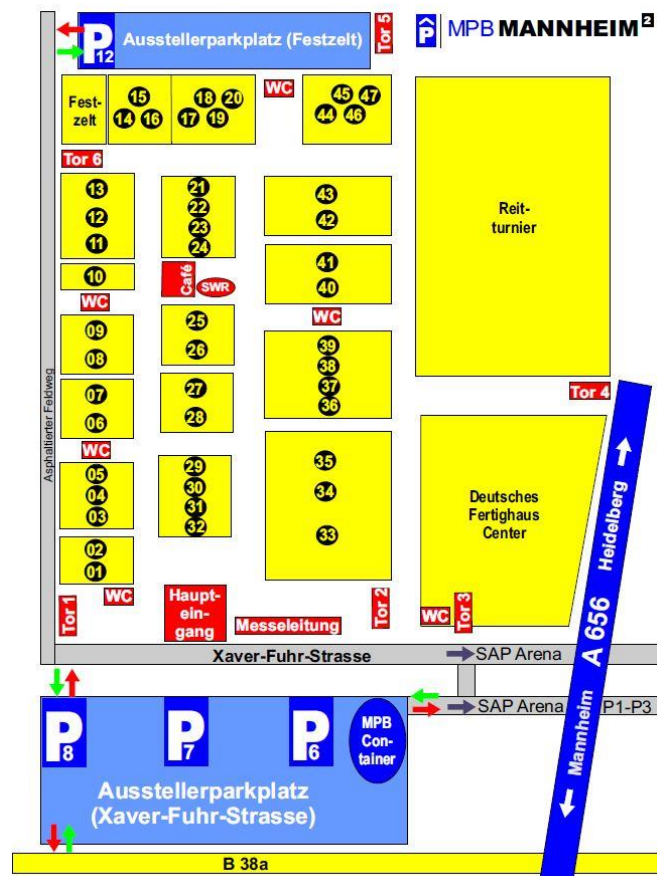 P 12
Ausstellerparkplatz (Festzelt)
Tor 5
P MPB MANNHEIM²
Fest-
zelt
15
14 16
18 20
17 19
WC
45 47
44 46
Tor 6
13
12
11
10
WC
09
08
07
06
WC
05
04
03
02
01
WC
Tor 1
21
22
23
24
Café
SWR
25
26
27
28
29
30
31
32
Haupt-
ein-
gang
Messeleitung
43
42
41
40
WC
39
38
37
36
35
34
33
Tor 2
Reit-
turnier
Tor 4
Deutsches
Fertighaus
Center
WC
Tor 3
Asphaltierter Feldweg
Mannheim A 656 Heidelberg
Xaver-Fuhr-Strasse
SAP Arena
SAP Arena
P1-P3
P 8
P 7
P 6
MPB
Con-
tainer
Ausstellerparkplatz
(Xaver-Fuhr-Strasse)
B 38a